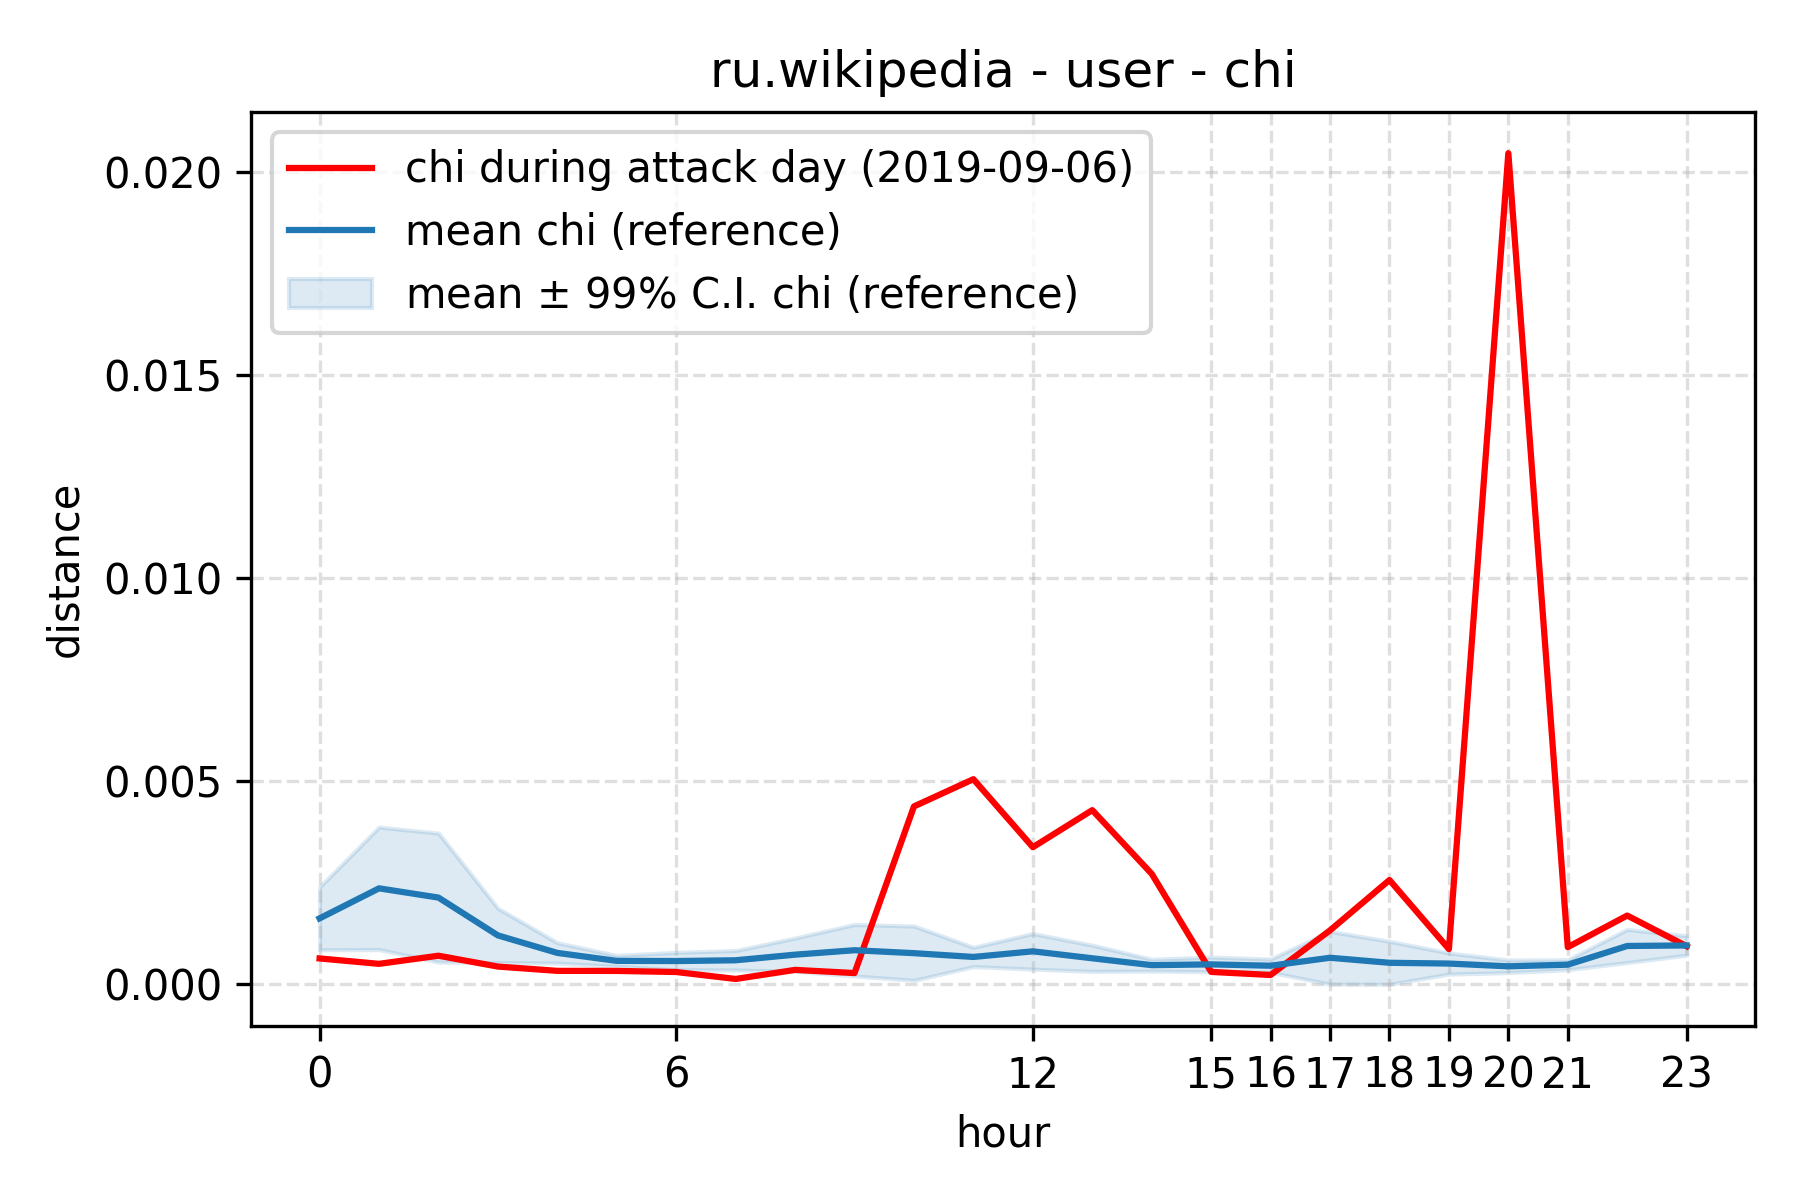 ru.wikipedia - user - chi
chi during attack day (2019-09-06)
mean chi (reference)
mean ± 99% C.I. chi (reference)
0.020
0.015
0.010
0.005
0.000
distance
0 6 12 15 16 17 18 19 20 21 23
hour